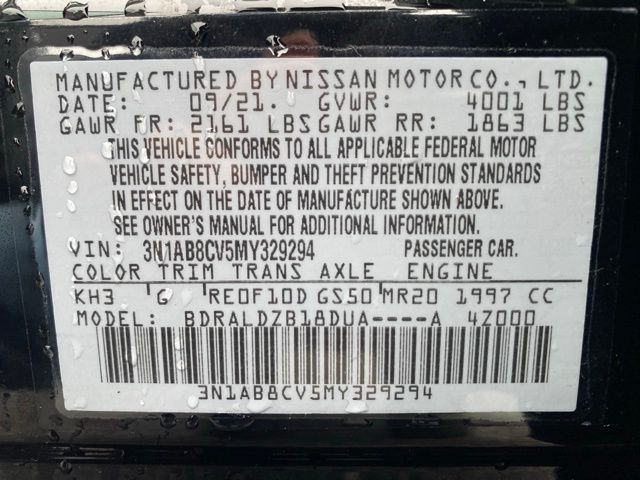 MANUFACTURED BY NISSAN MOTOR CO., LTD.
DATE: 09/21. GVWR: 4001 LBS
GAWR FR: 2161 LBS GAWR RR: 1863 LBS
THIS VEHICLE CONFORMS TO ALL APPLICABLE FEDERAL MOTOR
VEHICLE SAFETY, BUMPER AND THEFT PREVENTION STANDARDS
IN EFFECT ON THE DATE OF MANUFACTURE SHOWN ABOVE.
SEE OWNER'S MANUAL FOR ADDITIONAL INFORMATION.
VIN: 3N1AB8CV5MY329294 PASSENGER CAR.
COLOR TRIM TRANS AXLE ENGINE
KH3 G RE0F10D GS50 MR20 1997 CC
MODEL: BDRALDZB18DUA----A 4Z000
3N1AB8CV5MY329294